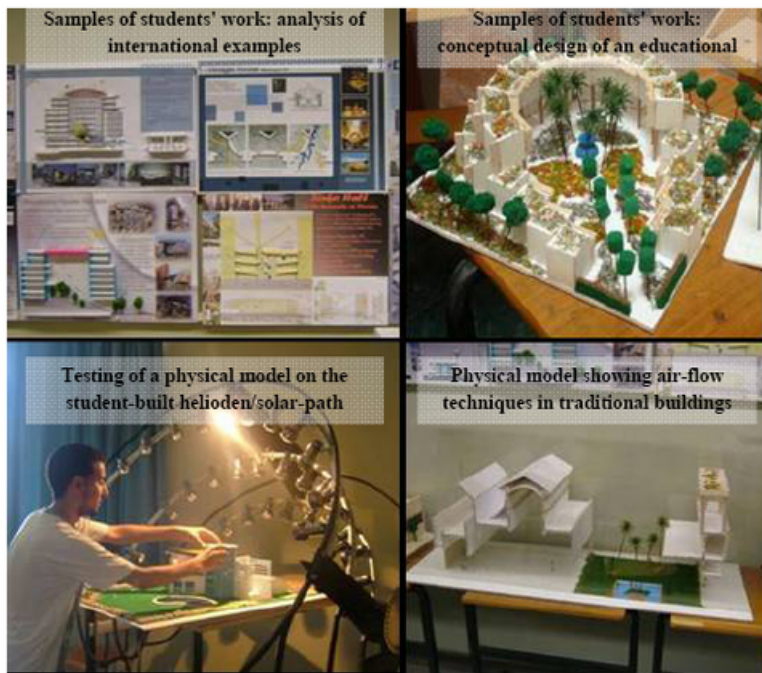 Samples of students' work: analysis of
international examples
Samples of students' work:
conceptual design of an educational
Testing of a physical model on the
student-built helioden/solar-path
Physical model showing air-flow
techniques in traditional buildings